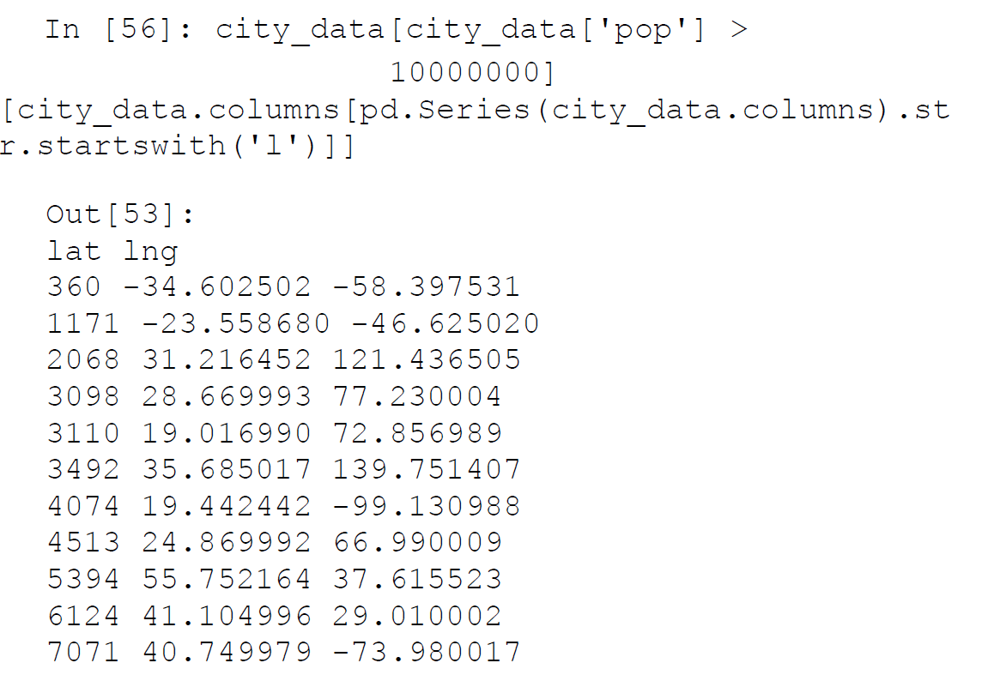 In [56]: city_data[city_data['pop'] >
10000000]
[city_data.columns[pd.Series(city_data.columns).st
r.startswith('l')]]
Out[53]:
lat lng
360 -34.602502 -58.397531
1171 -23.558680 -46.625020
2068 31.216452 121.436505
3098 28.669993 77.230004
3110 19.016990 72.856989
3492 35.685017 139.751407
4074 19.442442 -99.130988
4513 24.869992 66.990009
5394 55.752164 37.615523
6124 41.104996 29.010002
7071 40.749979 -73.980017